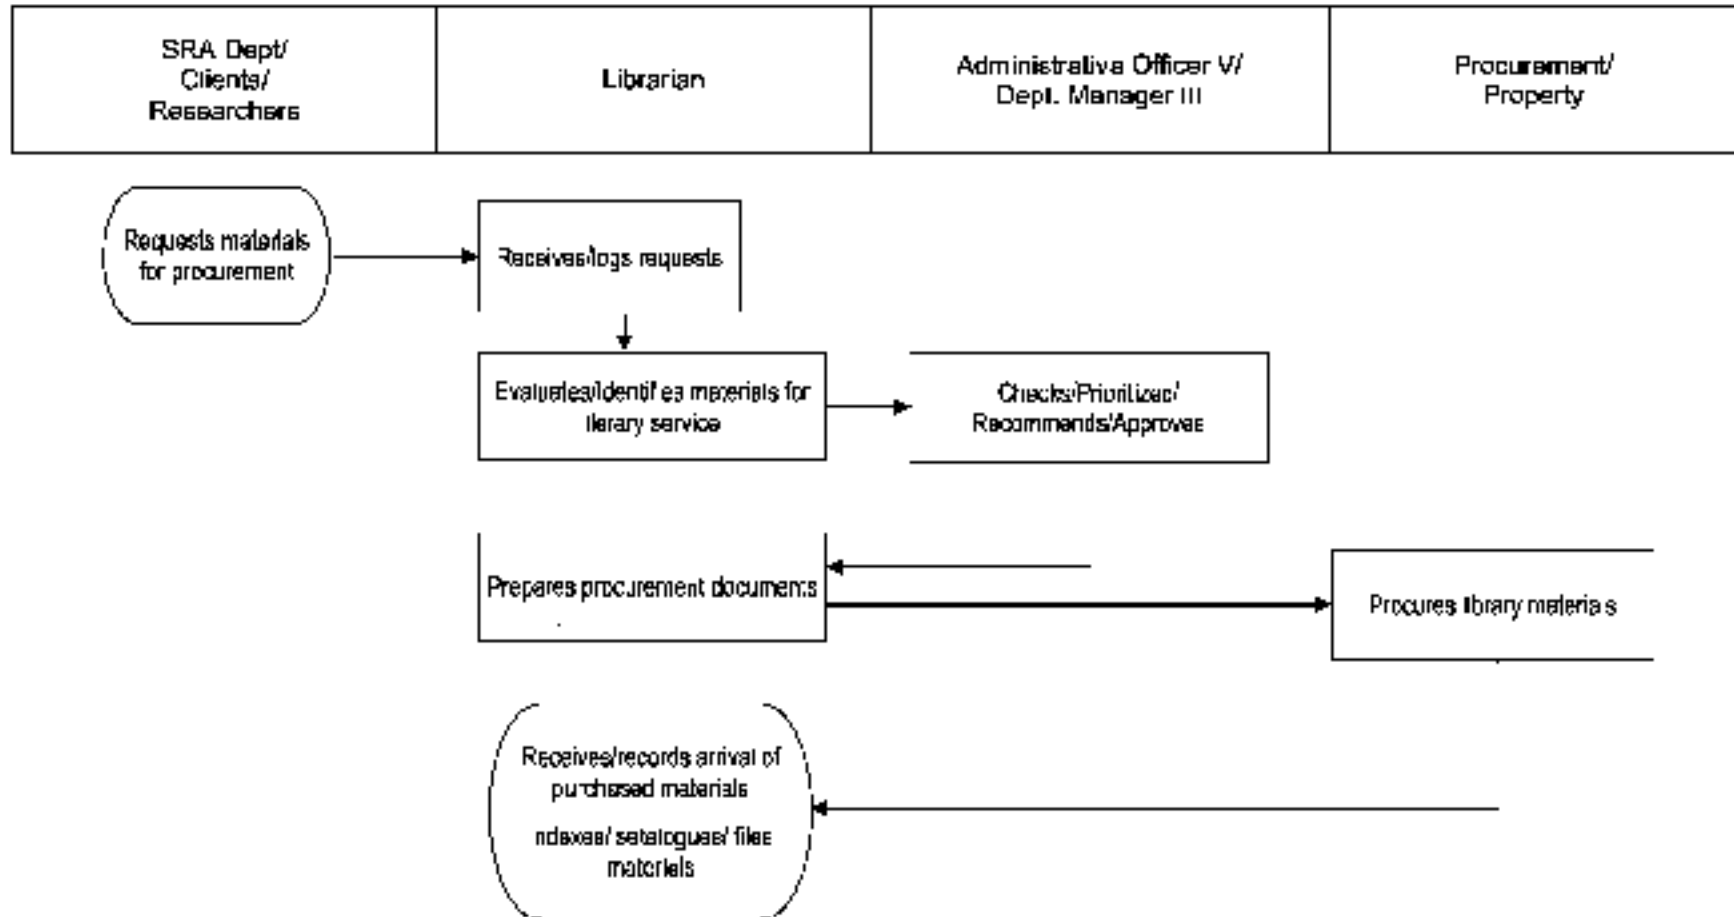 SRA Dept/
Clients/
Researchers
Librarian
Administrative Officer V/
Dept. Manager III
Procurement/
Property
Requests materials
for procurement
Receives/logs requests
Evaluates/Identifies materials for
library service
Checks/Prioritizes/
Recommends/Approves
Prepares procurement documents
Procures library materials
Receives/records arrival of
purchased materials
ndexes/ catalogues/ files
materials